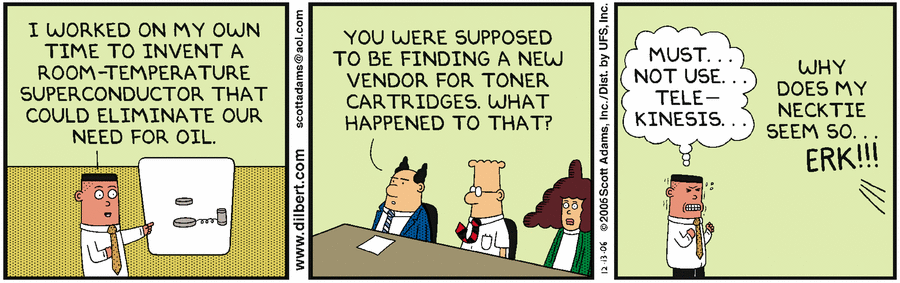 I WORKED ON MY OWN
TIME TO INVENT A
ROOM-TEMPERATURE
SUPERCONDUCTOR THAT
COULD ELIMINATE OUR
NEED FOR OIL.
www.dilbert.com
scottadams@aol.com
YOU WERE SUPPOSED
TO BE FINDING A NEW
VENDOR FOR TONER
CARTRIDGES. WHAT
HAPPENED TO THAT?
12-13-06 ©2006 Scott Adams, Inc./Dist. by UFS, Inc.
MUST...
NOT USE...
TELE-
KINESIS...
WHY
DOES MY
NECKTIE
SEEM SO...
ERK!!!